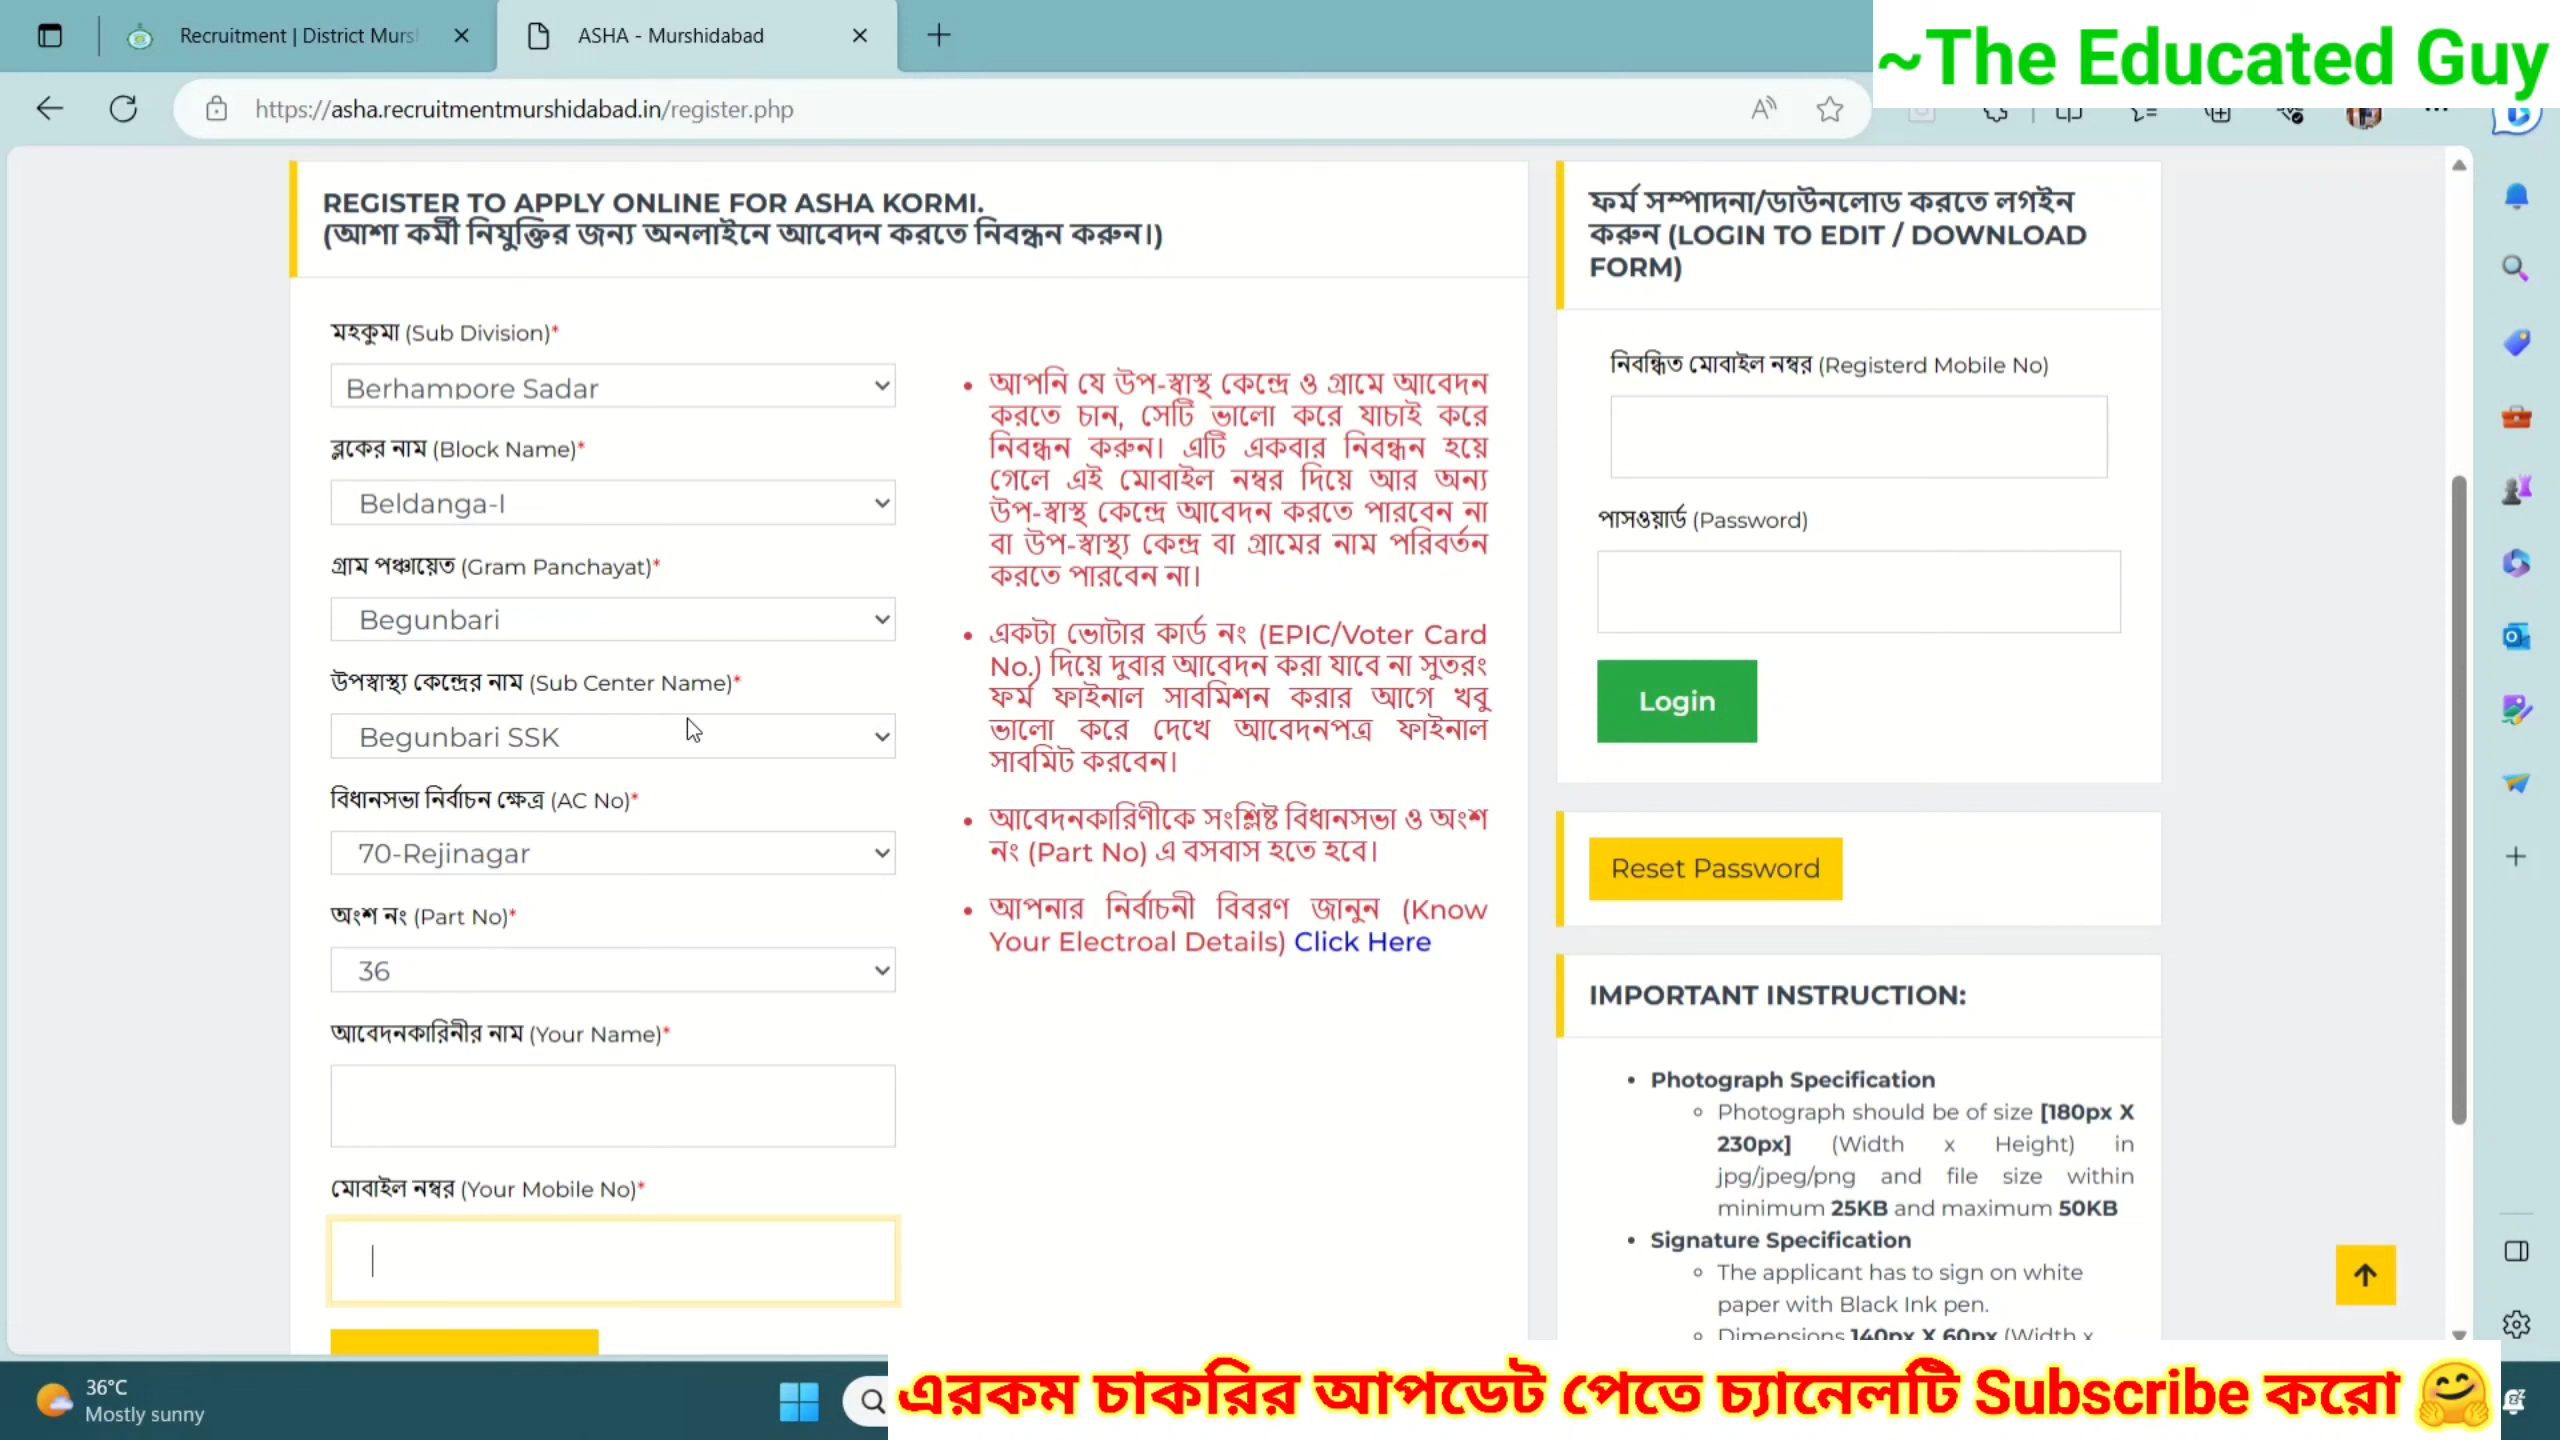 Recruitment | District Murs
ASHA - Murshidabad
~The Educated Guy
https://asha.recruitmentmurshidabad.in/register.php
REGISTER TO APPLY ONLINE FOR ASHA KORMI.
(আশা কর্মী নিযুক্তির জন্য অনলাইনে আবেদন করতে নিবন্ধন করুন।)
মহকুমা (Sub Division)*
Berhampore Sadar
ব্লকের নাম (Block Name)*
Beldanga-I
গ্রাম পঞ্চায়েত (Gram Panchayat)*
Begunbari
উপস্বাস্থ্য কেন্দ্রের নাম (Sub Center Name)*
Begunbari SSK
বিধানসভা নির্বাচন ক্ষেত্র (AC No)*
70-Rejinagar
অংশ নং (Part No)*
36
আবেদনকারিনীর নাম (Your Name)*
মোবাইল নম্বর (Your Mobile No)*
আপনি যে উপ-স্বাস্থ কেন্দ্রে ও গ্রামে আবেদন
করতে চান, সেটি ভালো করে যাচাই করে
নিবন্ধন করুন। এটি একবার নিবন্ধন হয়ে
গেলে এই মোবাইল নম্বর দিয়ে আর অন্য
উপ-স্বাস্থ কেন্দ্রে আবেদন করতে পারবেন না
বা উপ-স্বাস্থ্য কেন্দ্র বা গ্রামের নাম পরিবর্তন
করতে পারবেন না।
একটা ভোটার কার্ড নং (EPIC/Voter Card
No.) দিয়ে দুবার আবেদন করা যাবে না সুতরং
ফর্ম ফাইনাল সাবমিশন করার আগে খবু
ভালো করে দেখে আবেদনপত্র ফাইনাল
সাবমিট করবেন।
আবেদনকারিণীকে সংশ্লিষ্ট বিধানসভা ও অংশ
নং (Part No) এ বসবাস হতে হবে।
আপনার নির্বাচনী বিবরণ জানুন (Know
Your Electroal Details) Click Here
ফর্ম সম্পাদনা/ডাউনলোড করতে লগইন
করুন (LOGIN TO EDIT / DOWNLOAD
FORM)
নিবন্ধিত মোবাইল নম্বর (Registerd Mobile No)
পাসওয়ার্ড (Password)
Login
Reset Password
IMPORTANT INSTRUCTION:
Photograph Specification
Photograph should be of size [180px X
230px] (Width x Height) in
jpg/jpeg/png and file size within
minimum 25KB and maximum 50KB
Signature Specification
The applicant has to sign on white
paper with Black Ink pen.
Dimensions 140px X 60px (Width x
36°C
Mostly sunny
এরকম চাকরির আপডেট পেতে চ্যানেলটি Subscribe করো